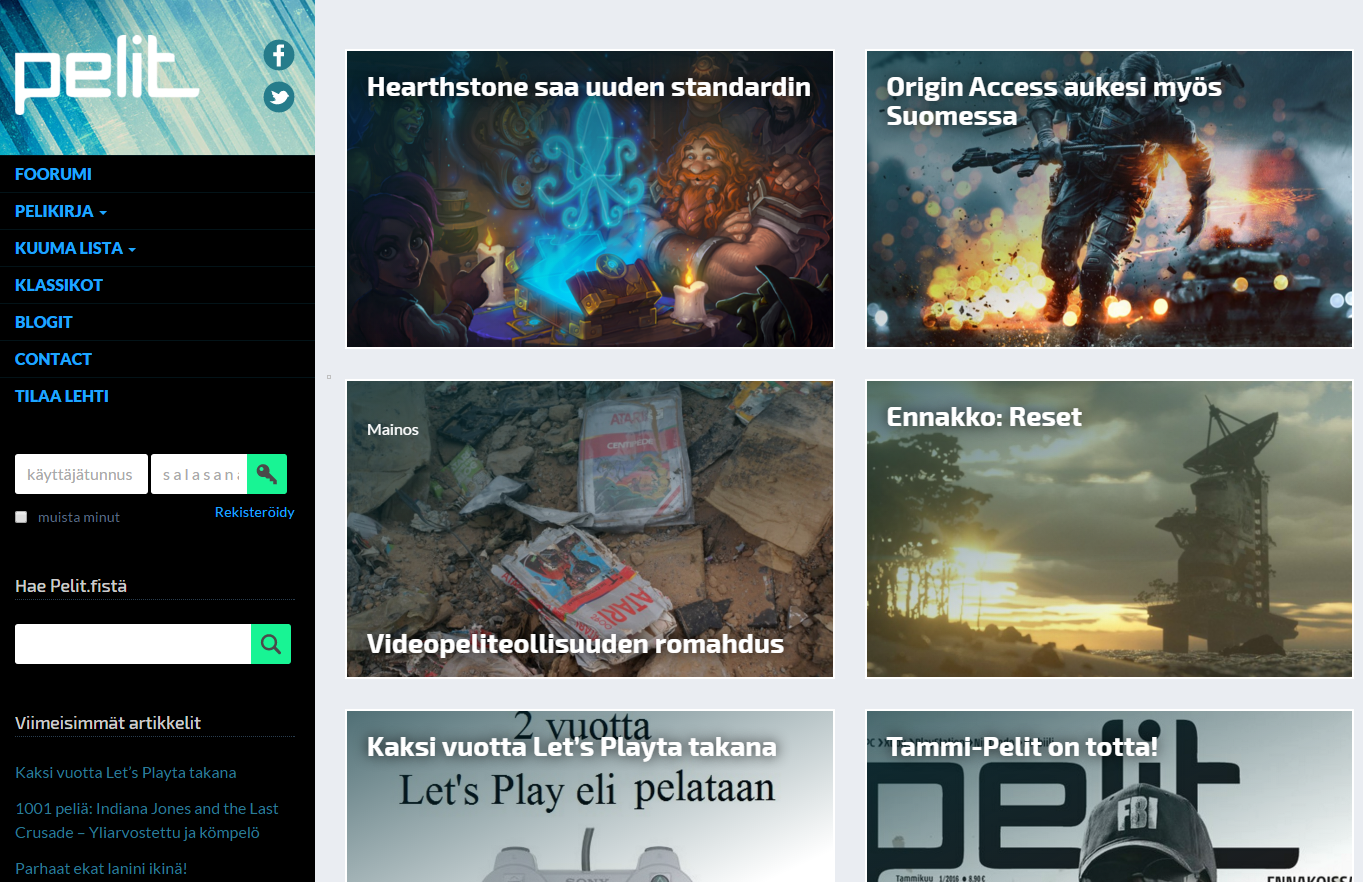 pelit
FOORUMI
PELIKIRJA
KUUMA LISTA
KLASSIKOT
BLOGIT
CONTACT
TILAA LEHTI
käyttäjätunnus
salasana
muista minut
Rekisteröidy
Hae Pelit.fistä
Viimeisimmät artikkelit
Kaksi vuotta Let's Playta takana
1001 peliä: Indiana Jones and the Last
Crusade – Yliarvostettu ja kömpelö
Parhaat ekat lanini ikinä!
Hearthstone saa uuden standardin
Origin Access aukesi myös
Suomessa
Mainos
ATARI
CENTIPEDE
ATARI
Videopeliteollisuuden romahdus
Ennakko: Reset
2 vuotta
Kaksi vuotta Let's Playta takana
Let's Play eli pelataan
SONY
Tammi-Pelit on totta!
pelit
FBI
Tammikuu 1/2016 • 8,90 €